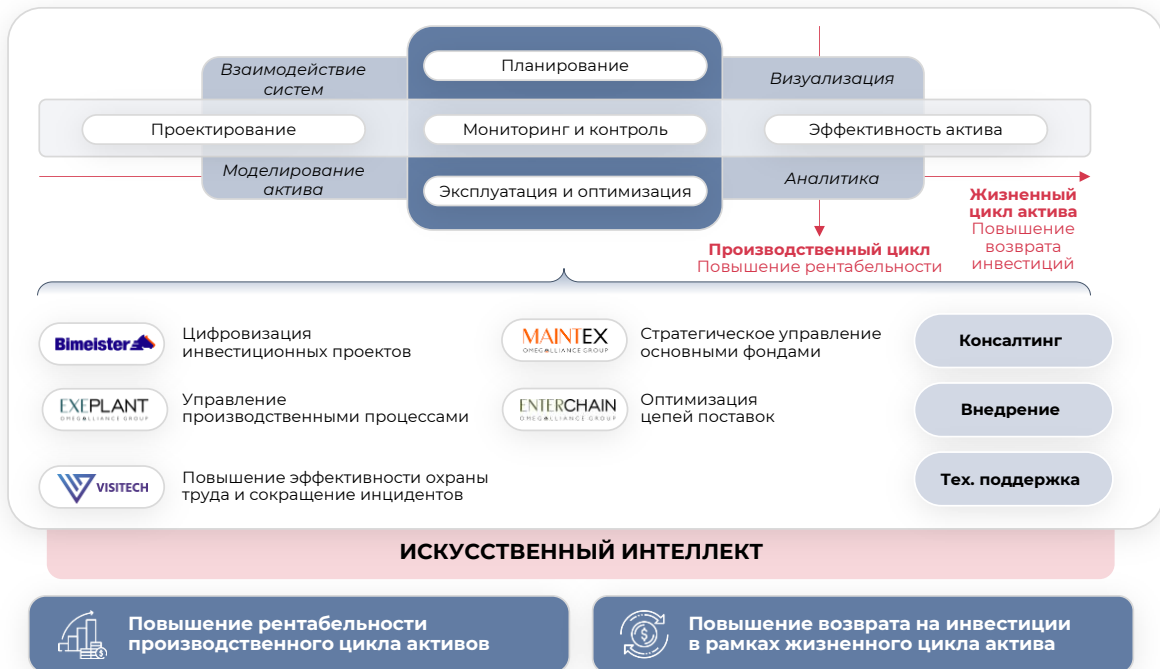 Взаимодействие
систем
Планирование
Визуализация
Проектирование
Мониторинг и контроль
Эффективность актива
Моделирование
актива
Эксплуатация и оптимизация
Аналитика
Жизненный
цикл актива
Повышение
возврата
инвестиций
Производственный цикл
Повышение рентабельности
Bimeister
Цифровизация
инвестиционных проектов
MAINTEX
OMEGALLIANCE GROUP
Стратегическое управление
основными фондами
Консалтинг
EXEPLANT
OMEGALLIANCE GROUP
Управление
производственными процессами
ENTERCHAIN
OMEGALLIANCE GROUP
Оптимизация
цепей поставок
Внедрение
VISITECH
Повышение эффективности охраны
труда и сокращение инцидентов
Тех. поддержка
ИСКУССТВЕННЫЙ ИНТЕЛЛЕКТ
Повышение рентабельности
производственного цикла активов
Повышение возврата на инвестиции
в рамках жизненного цикла актива